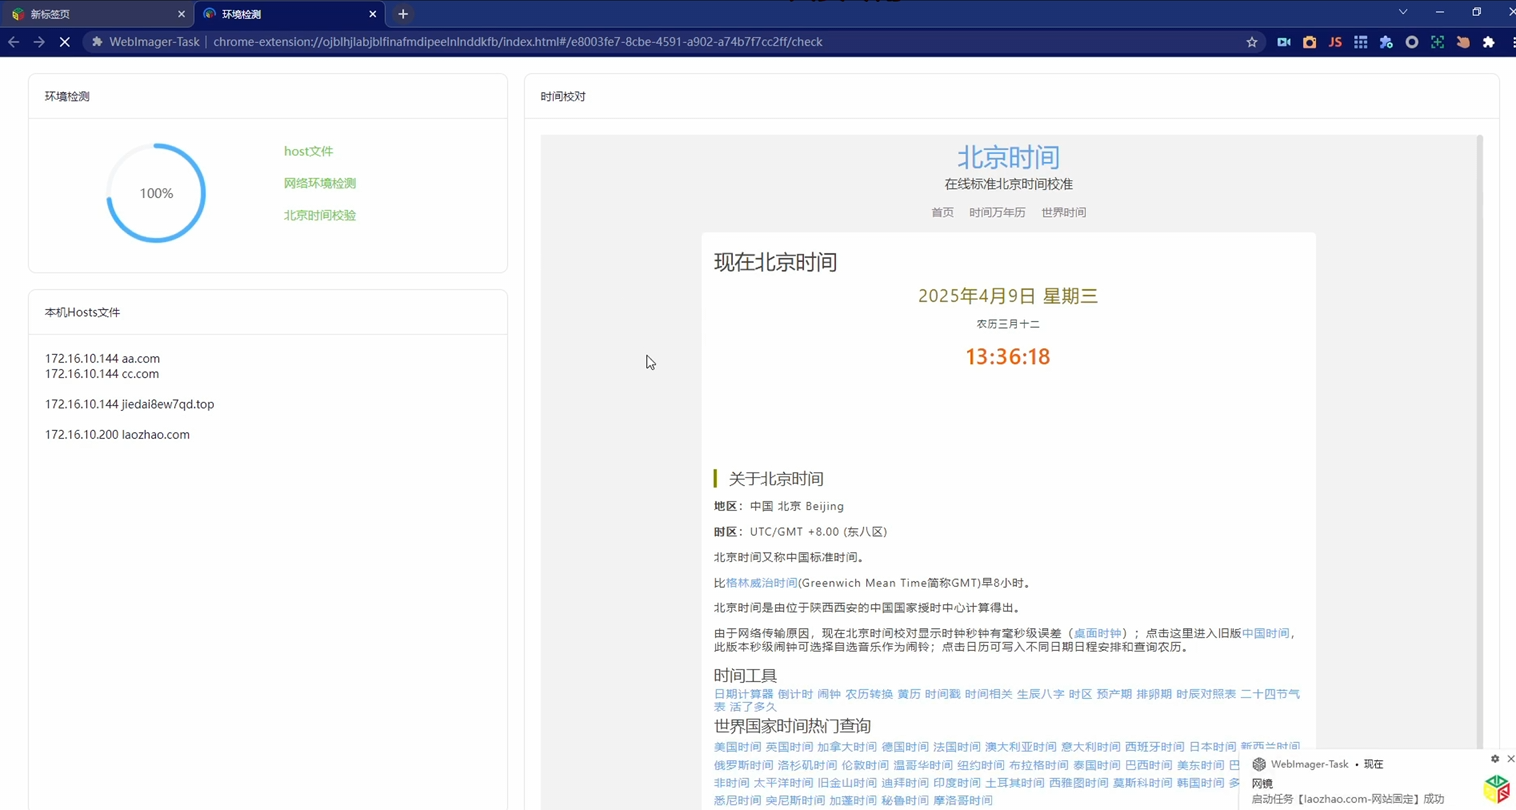 新标签页
环境检测
WebImager-Task
chrome-extension://ojblhjlabjblfinafmdipeelnlnddkfb/index.html#/e8003fe7-8cbe-4591-a902-a74b7f7cc2ff/check
JS
环境检测
100%
host文件
网络环境检测
北京时间校验
本机Hosts文件
172.16.10.144 aa.com
172.16.10.144 cc.com
172.16.10.144 jiedai8ew7qd.top
172.16.10.200 laozhao.com
时间校对
北京时间
在线标准北京时间校准
首页 时间万年历 世界时间
现在北京时间
2025年4月9日 星期三
农历三月十二
13:36:18
关于北京时间
地区：中国 北京 Beijing
时区：UTC/GMT +8.00 (东八区)
北京时间又称中国标准时间。
比格林威治时间(Greenwich Mean Time简称GMT)早8小时。
北京时间是由位于陕西西安的中国国家授时中心计算得出。
由于网络传输原因，现在北京时间校对显示时钟秒钟有毫秒级误差（桌面时钟）；点击这里进入旧版中国时间，
此版本秒级闹钟可选择自选音乐作为闹铃；点击日历可写入不同日期日程安排和查询农历。
时间工具
日期计算器 倒计时 闹钟 农历转换 黄历 时间戳 时间相关 生辰八字 时区 预产期 排卵期 时辰对照表 二十四节气
表 活了多久
世界国家时间热门查询
美国时间 英国时间 加拿大时间 德国时间 法国时间 澳大利亚时间 意大利时间 西班牙时间 日本时间 新西兰时间
俄罗斯时间 洛杉矶时间 伦敦时间 温哥华时间 纽约时间 布拉格时间 泰国时间 巴西时间 美东时间 巴
非时间 太平洋时间 旧金山时间 迪拜时间 印度时间 土耳其时间 西雅图时间 莫斯科时间 韩国时间 多
悉尼时间 突尼斯时间 加蓬时间 秘鲁时间 摩洛哥时间
WebImager-Task • 现在
网镜
启动任务【laozhao.com-网站固定】成功